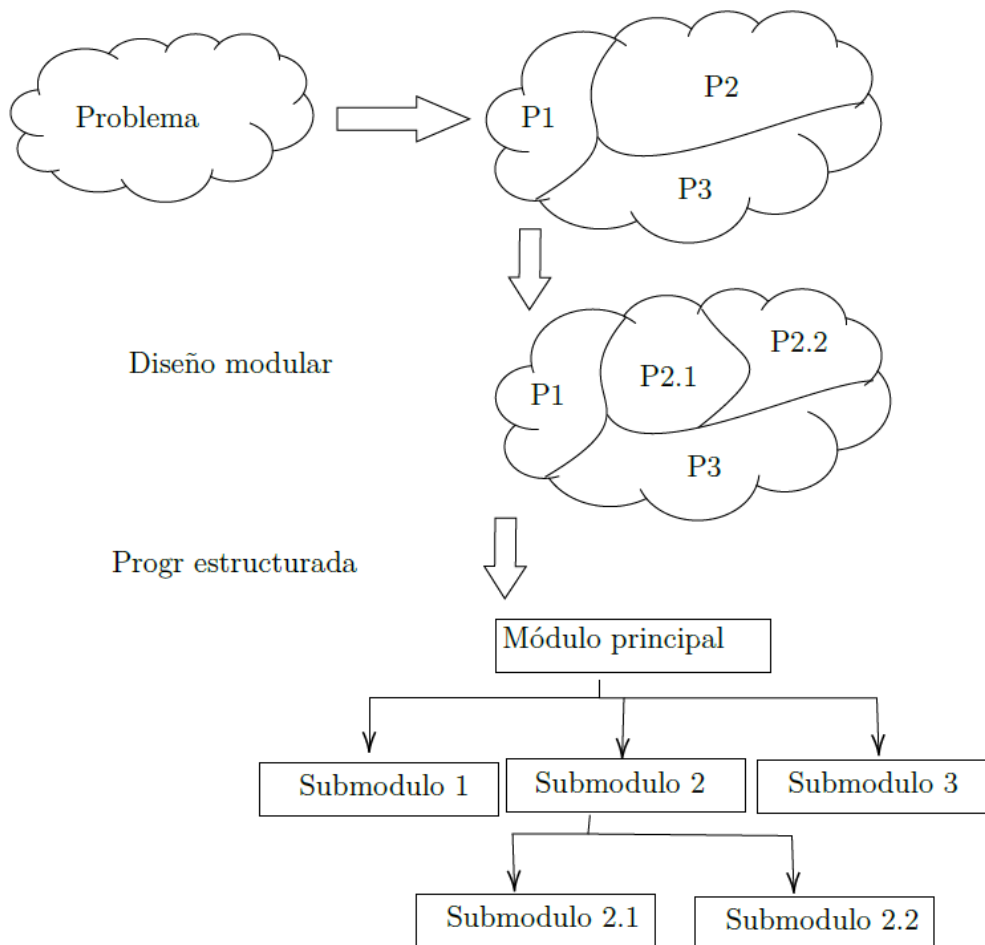 Problema
P1
P2
P3
Diseño modular
P1
P2.1
P2.2
P3
Progr estructurada
Módulo principal
Submodulo 1
Submodulo 2
Submodulo 3
Submodulo 2.1
Submodulo 2.2